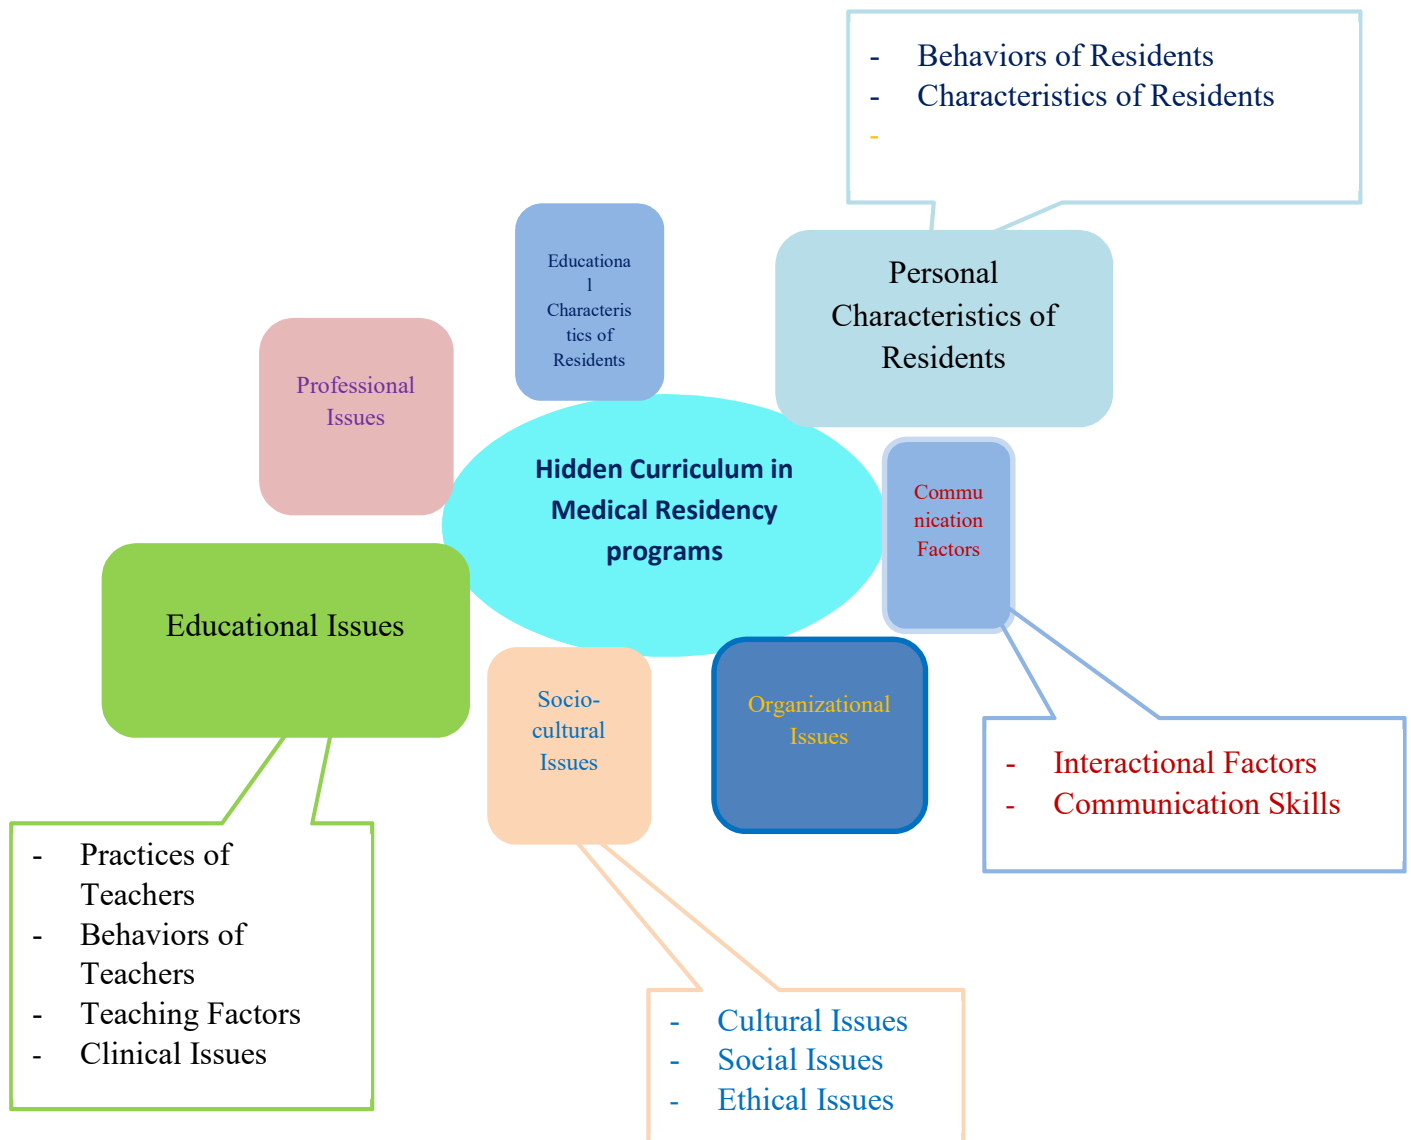 - Behaviors of Residents
- Characteristics of Residents
-
Educationa
l
Characteris
tics of
Residents
Personal
Characteristics of
Residents
Professional
Issues
Hidden Curriculum in
Medical Residency
programs
Commu
nication
Factors
Educational Issues
Socio-
cultural
Issues
Organizational
Issues
- Interactional Factors
- Communication Skills
- Practices of
Teachers
- Behaviors of
Teachers
- Teaching Factors
- Clinical Issues
- Cultural Issues
- Social Issues
- Ethical Issues